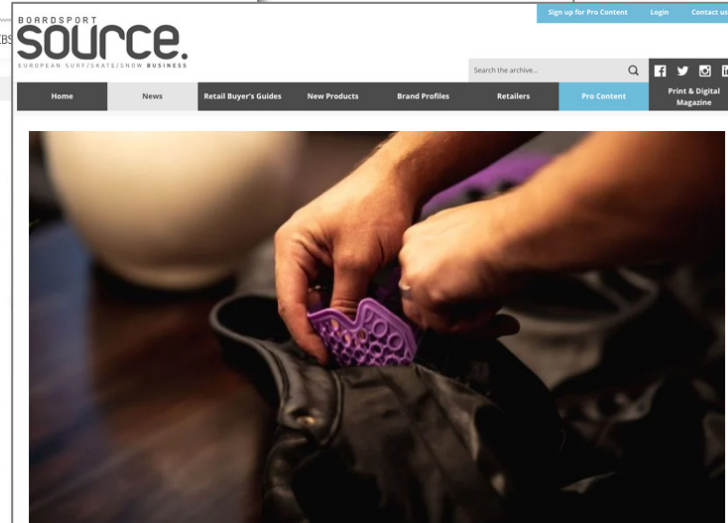 Sign up for Pro Content Login Contact us
BOARDSPORT
source.
EUROPEAN SURF/SKATE/SNOW BUSINESS
Search the archive...
Home News Retail Buyer's Guides New Products Brand Profiles Retailers Pro Content Print & Digital
Magazine